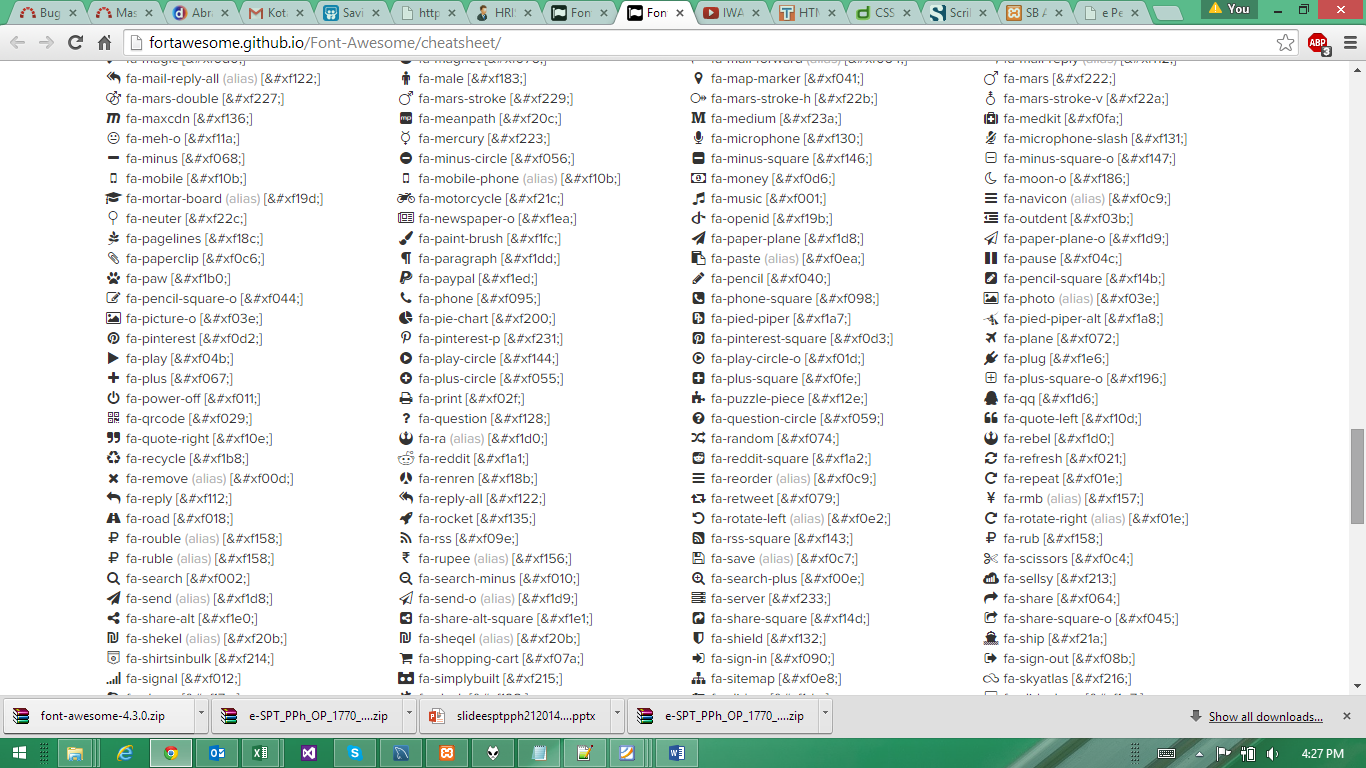 Bug
Mas
Abra
Kota
Savi
http
HRIS
Font
Font
IWA
HTM
CSS
Scril
SB A
e Pe
You
fortawesome.github.io/Font-Awesome/cheatsheet/
ABP
3
fa-mail-reply-all (alias) [&#xf122;] fa-male [&#xf183;] fa-map-marker [&#xf041;] fa-mars [&#xf222;]
fa-mars-double [&#xf227;] fa-mars-stroke [&#xf229;] fa-mars-stroke-h [&#xf22b;] fa-mars-stroke-v [&#xf22a;]
fa-maxcdn [&#xf136;] fa-meanpath [&#xf20c;] fa-medium [&#xf23a;] fa-medkit [&#xf0fa;]
fa-meh-o [&#xf11a;] fa-mercury [&#xf223;] fa-microphone [&#xf130;] fa-microphone-slash [&#xf131;]
fa-minus [&#xf068;] fa-minus-circle [&#xf056;] fa-minus-square [&#xf146;] fa-minus-square-o [&#xf147;]
fa-mobile [&#xf10b;] fa-mobile-phone (alias) [&#xf10b;] fa-money [&#xf0d6;] fa-moon-o [&#xf186;]
fa-mortar-board (alias) [&#xf19d;] fa-motorcycle [&#xf21c;] fa-music [&#xf001;] fa-navicon (alias) [&#xf0c9;]
fa-neuter [&#xf22c;] fa-newspaper-o [&#xf1ea;] fa-openid [&#xf19b;] fa-outdent [&#xf03b;]
fa-pagelines [&#xf18c;] fa-paint-brush [&#xf1fc;] fa-paper-plane [&#xf1d8;] fa-paper-plane-o [&#xf1d9;]
fa-paperclip [&#xf0c6;] fa-paragraph [&#xf1dd;] fa-paste (alias) [&#xf0ea;] fa-pause [&#xf04c;]
fa-paw [&#xf1b0;] fa-paypal [&#xf1ed;] fa-pencil [&#xf040;] fa-pencil-square [&#xf14b;]
fa-pencil-square-o [&#xf044;] fa-phone [&#xf095;] fa-phone-square [&#xf098;] fa-photo (alias) [&#xf03e;]
fa-picture-o [&#xf03e;] fa-pie-chart [&#xf200;] fa-pied-piper [&#xf1a7;] fa-pied-piper-alt [&#xf1a8;]
fa-pinterest [&#xf0d2;] fa-pinterest-p [&#xf231;] fa-pinterest-square [&#xf0d3;] fa-plane [&#xf072;]
fa-play [&#xf04b;] fa-play-circle [&#xf144;] fa-play-circle-o [&#xf01d;] fa-plug [&#xf1e6;]
fa-plus [&#xf067;] fa-plus-circle [&#xf055;] fa-plus-square [&#xf0fe;] fa-plus-square-o [&#xf196;]
fa-power-off [&#xf011;] fa-print [&#xf02f;] fa-puzzle-piece [&#xf12e;] fa-qq [&#xf1d6;]
fa-qrcode [&#xf029;] fa-question [&#xf128;] fa-question-circle [&#xf059;] fa-quote-left [&#xf10d;]
fa-quote-right [&#xf10e;] fa-ra (alias) [&#xf1d0;] fa-random [&#xf074;] fa-rebel [&#xf1d0;]
fa-recycle [&#xf1b8;] fa-reddit [&#xf1a1;] fa-reddit-square [&#xf1a2;] fa-refresh [&#xf021;]
fa-remove (alias) [&#xf00d;] fa-renren [&#xf18b;] fa-reorder (alias) [&#xf0c9;] fa-repeat [&#xf01e;]
fa-reply [&#xf112;] fa-reply-all [&#xf122;] fa-retweet [&#xf079;] fa-rmb (alias) [&#xf157;]
fa-road [&#xf018;] fa-rocket [&#xf135;] fa-rotate-left (alias) [&#xf0e2;] fa-rotate-right (alias) [&#xf01e;]
fa-rouble (alias) [&#xf158;] fa-rss [&#xf09e;] fa-rss-square [&#xf143;] fa-rub [&#xf158;]
fa-ruble (alias) [&#xf158;] fa-rupee (alias) [&#xf156;] fa-save (alias) [&#xf0c7;] fa-scissors [&#xf0c4;]
fa-search [&#xf002;] fa-search-minus [&#xf010;] fa-search-plus [&#xf00e;] fa-sellsy [&#xf213;]
fa-send (alias) [&#xf1d8;] fa-send-o (alias) [&#xf1d9;] fa-server [&#xf233;] fa-share [&#xf064;]
fa-share-alt [&#xf1e0;] fa-share-alt-square [&#xf1e1;] fa-share-square [&#xf14d;] fa-share-square-o [&#xf045;]
fa-shekel (alias) [&#xf20b;] fa-sheqel (alias) [&#xf20b;] fa-shield [&#xf132;] fa-ship [&#xf21a;]
fa-shirtsinbulk [&#xf214;] fa-shopping-cart [&#xf07a;] fa-sign-in [&#xf090;] fa-sign-out [&#xf08b;]
fa-signal [&#xf012;] fa-simplybuilt [&#xf215;] fa-sitemap [&#xf0e8;] fa-skyatlas [&#xf216;]
font-awesome-4.3.0.zip
e-SPT_PPh_OP_1770_....zip
slideesptpph212014....pptx
e-SPT_PPh_OP_1770_....zip
Show all downloads...
4:27 PM